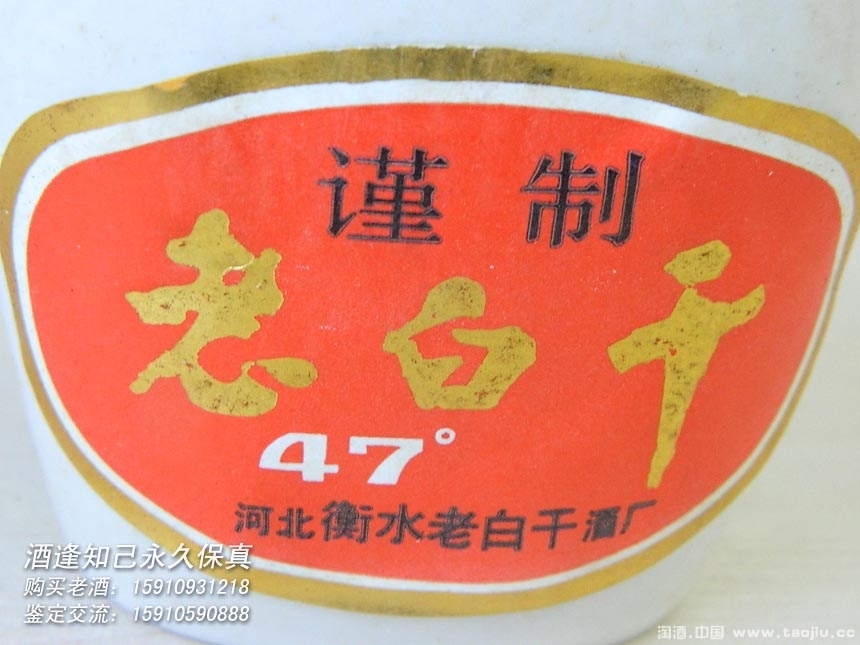 谨制
老白干
47°
河北衡水老白干酒厂
酒逢知己永久保真
购买老酒：15910931218
鉴定交流：15910590888
淘酒.中国 www.taojiu.cc